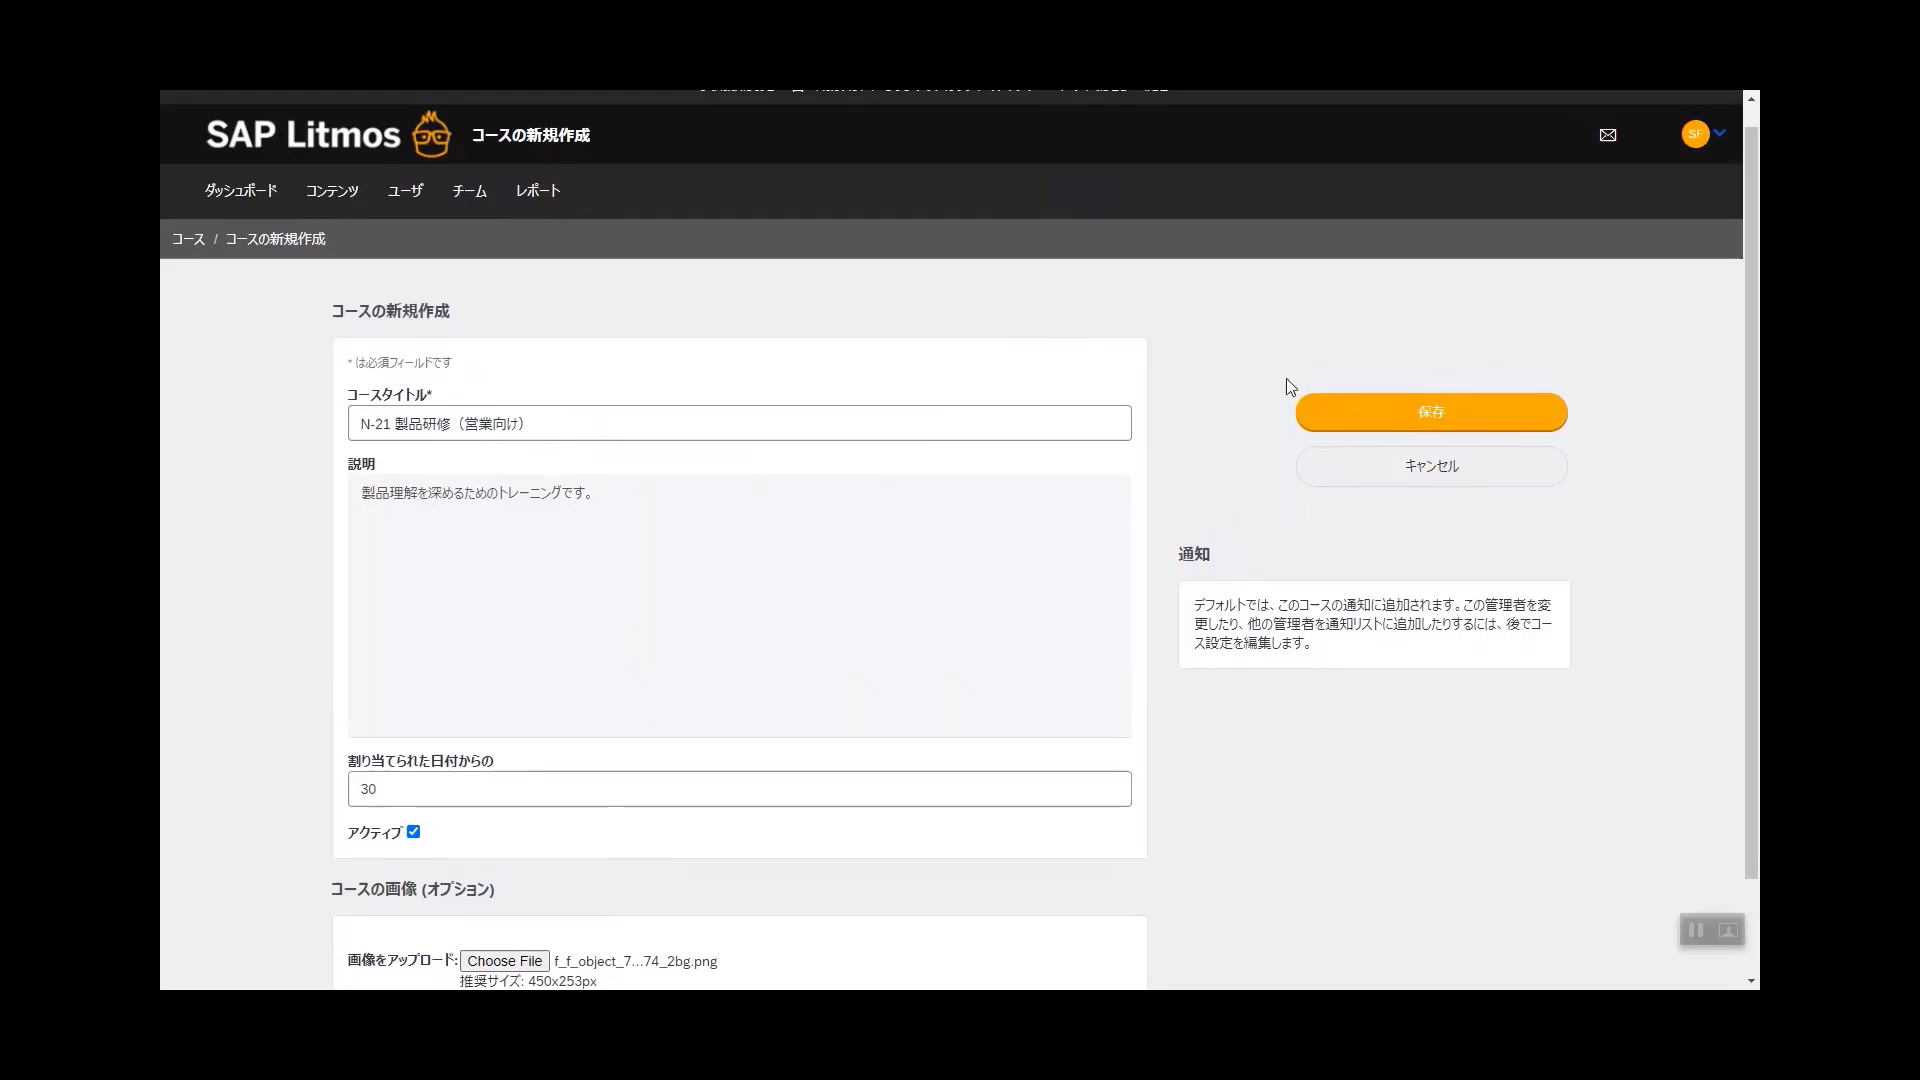 SAP Litmos コースの新規作成
SF
ダッシュボード コンテンツ ユーザ チーム レポート
コース / コースの新規作成
コースの新規作成
* は必須フィールドです
コースタイトル*
N-21 製品研修（営業向け）
説明
製品理解を深めるためのトレーニングです。
割り当てられた日付からの
30
アクティブ
コースの画像 (オプション)
画像をアップロード: Choose File f_f_object_7...74_2bg.png
推奨サイズ: 450x253px
保存
キャンセル
通知
デフォルトでは、このコースの通知に追加されます。この管理者を変
更したり、他の管理者を通知リストに追加したりするには、後でコー
ス設定を編集します。